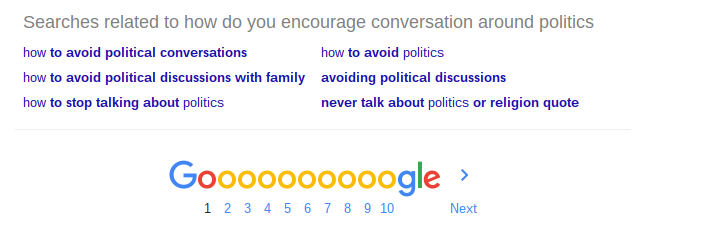 Searches related to how do you encourage conversation around politics
how to avoid political conversations
how to avoid politics
how to avoid political discussions with family
avoiding political discussions
how to stop talking about politics
never talk about politics or religion quote
Goooooooooogle >
1 2 3 4 5 6 7 8 9 10 Next